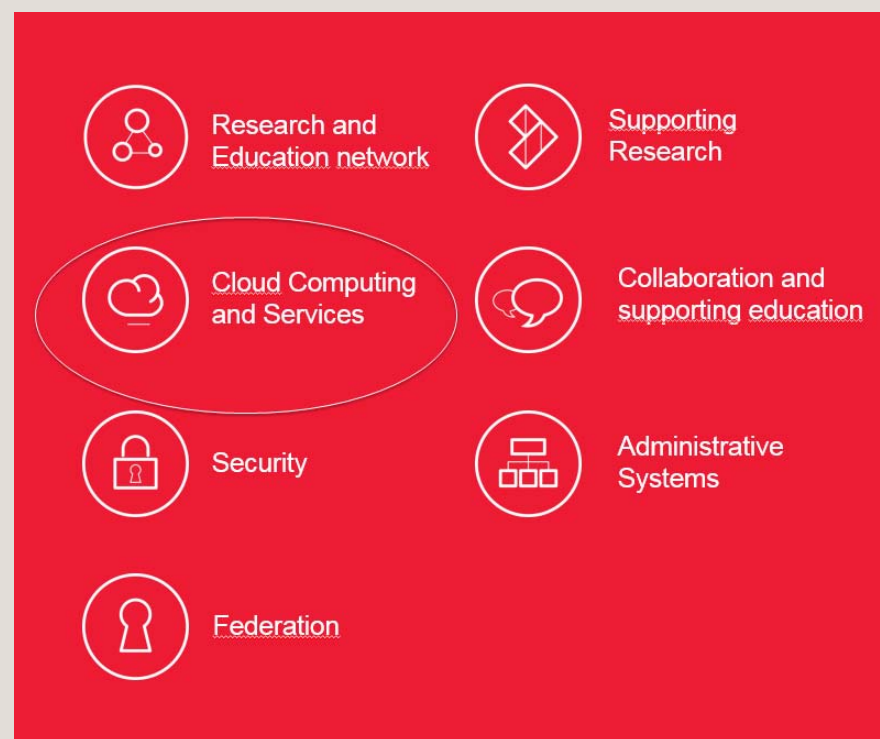 Research and
Education network
Supporting
Research
Cloud Computing
and Services
Collaboration and
supporting education
Security
Administrative
Systems
Federation